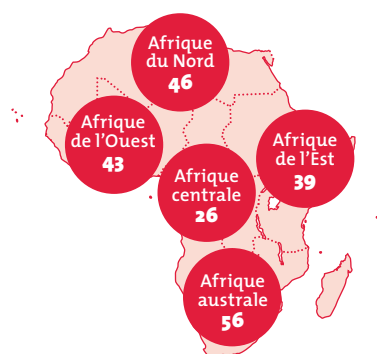 Afrique
du Nord
46
Afrique
de l'Ouest
43
Afrique
de l'Est
39
Afrique
centrale
26
Afrique
australe
56